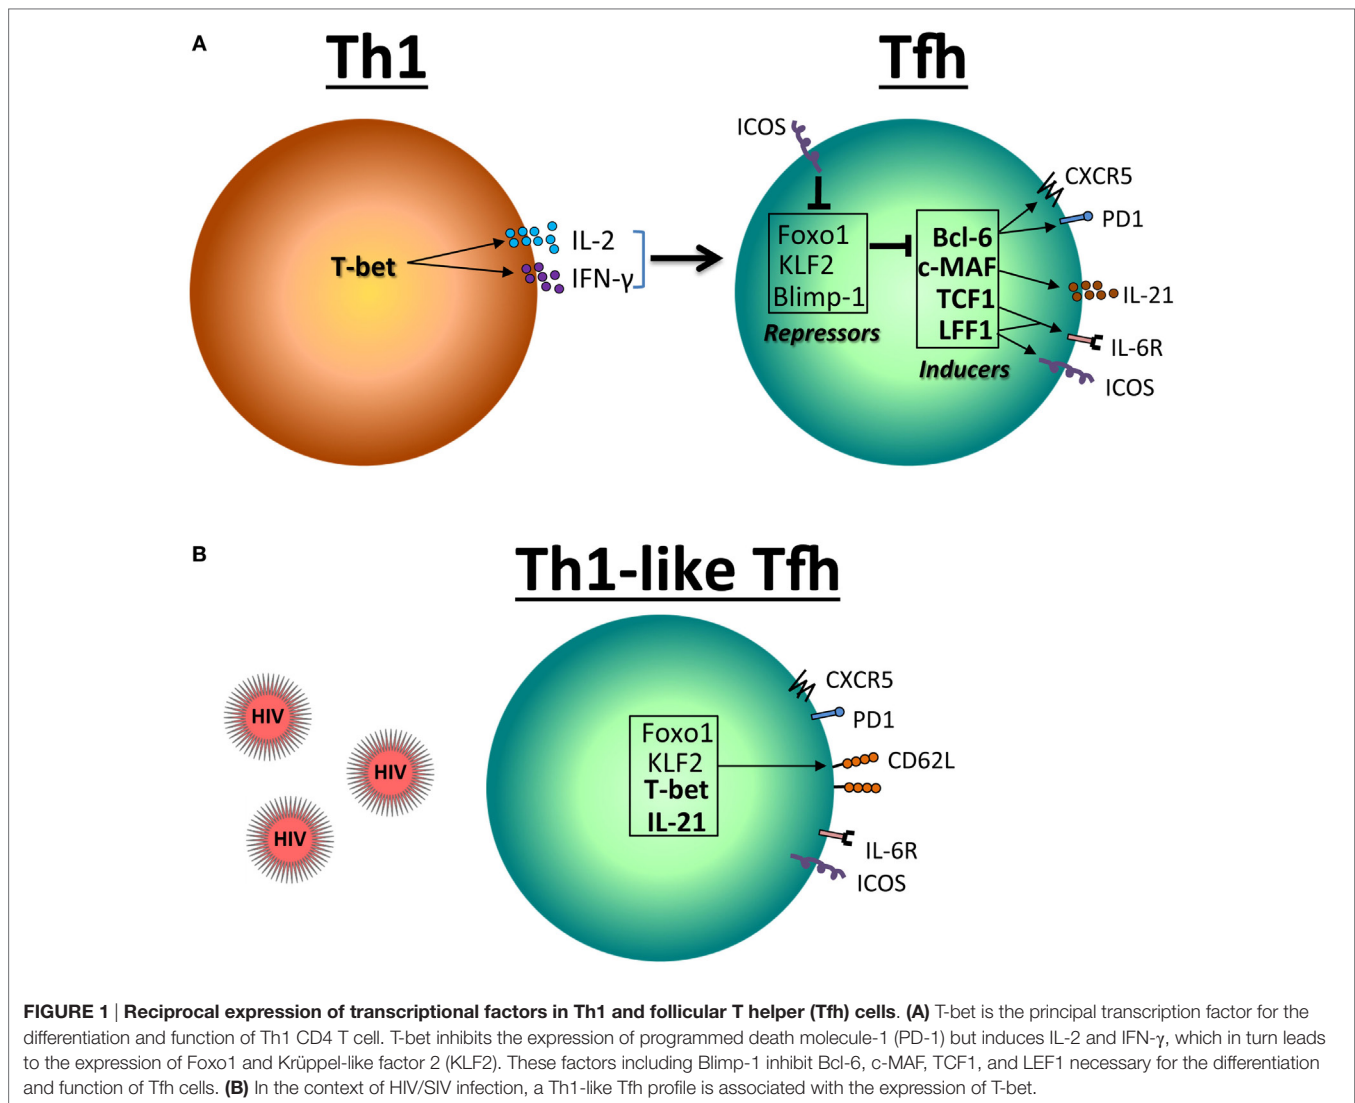 A
Th1
Tfh
ICOS
CXCR5
PD1
Foxo1
KLF2
Blimp-1
Repressors
Bcl-6
c-MAF
TCF1
LFF1
Inducers
T-bet
IL-2
IFN-γ
IL-21
IL-6R
ICOS
B
Th1-like Tfh
HIV
HIV
HIV
Foxo1
KLF2
T-bet
IL-21
CXCR5
PD1
CD62L
IL-6R
ICOS
FIGURE 1 | Reciprocal expression of transcriptional factors in Th1 and follicular T helper (Tfh) cells. (A) T-bet is the principal transcription factor for the
differentiation and function of Th1 CD4 T cell. T-bet inhibits the expression of programmed death molecule-1 (PD-1) but induces IL-2 and IFN-γ, which in turn leads
to the expression of Foxo1 and Krüppel-like factor 2 (KLF2). These factors including Blimp-1 inhibit Bcl-6, c-MAF, TCF1, and LEF1 necessary for the differentiation
and function of Tfh cells. (B) In the context of HIV/SIV infection, a Th1-like Tfh profile is associated with the expression of T-bet.